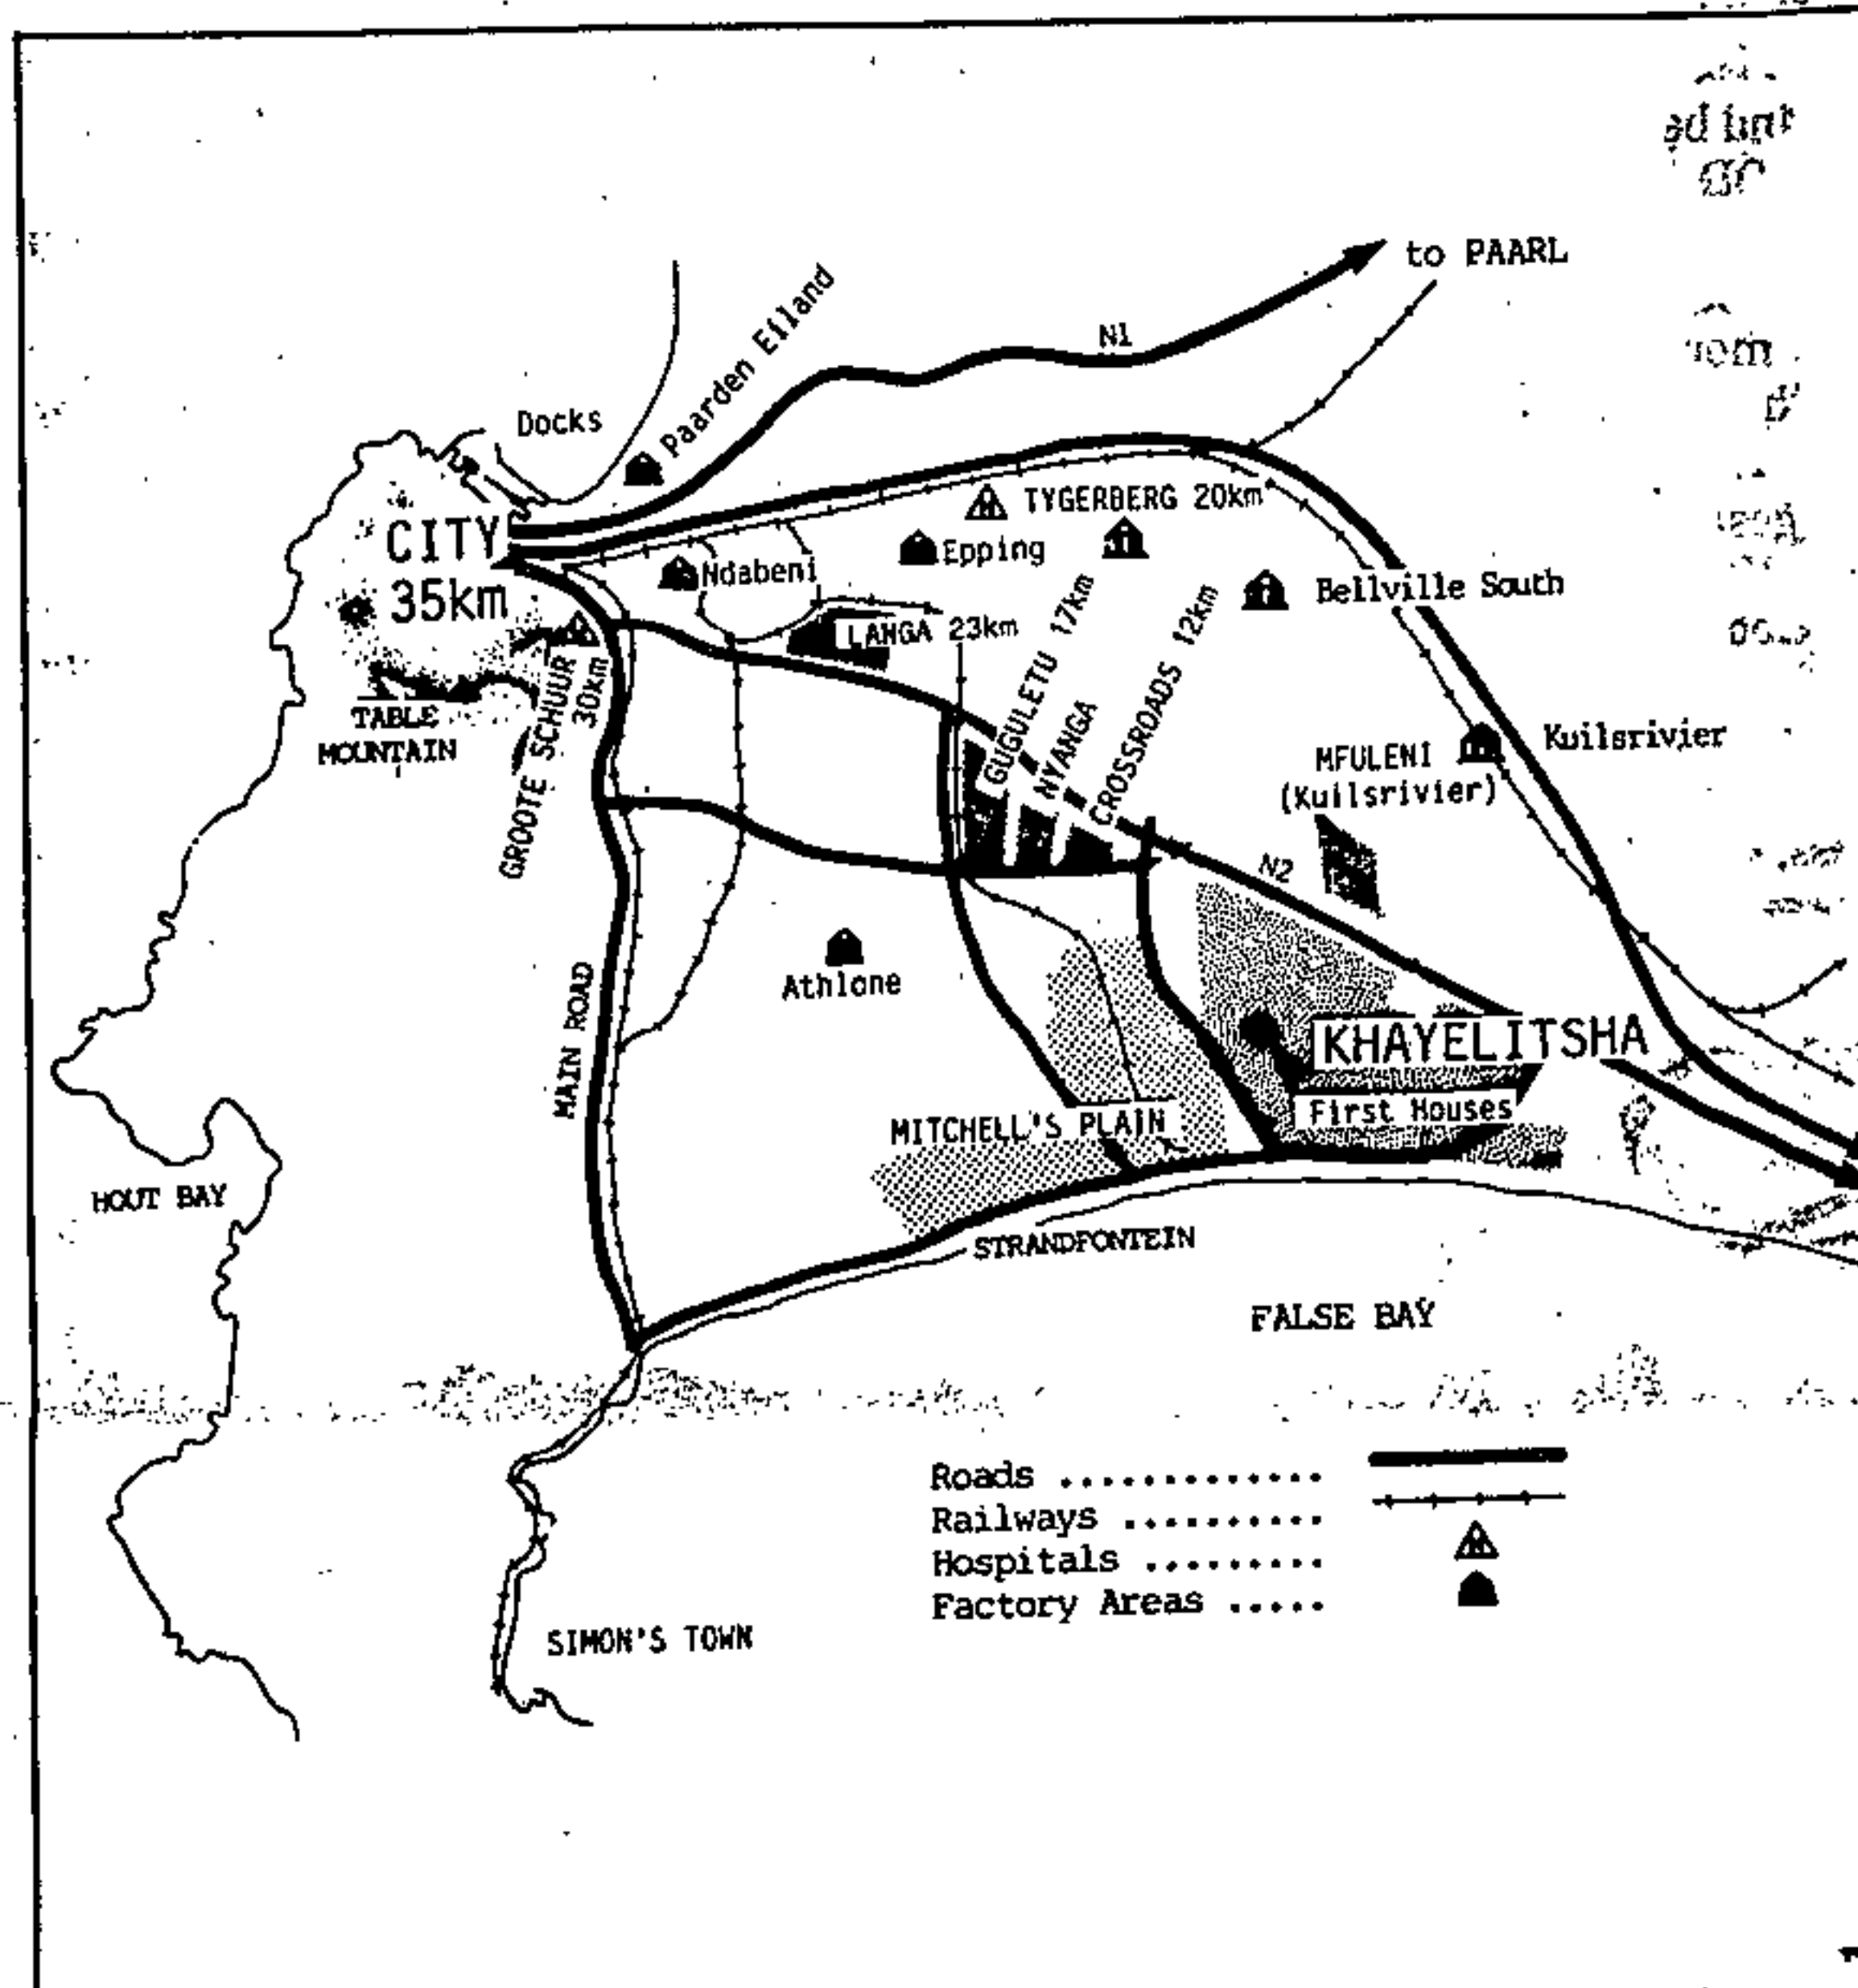 to PAARL
N1
Paarden Eiland
Docks
TYGERBERG 20km
CITY
35km
Epping
Ndabeni
Bellville South
LANGA 23km
GUGULETU 17km
NYANGA
CROSSROADS 12km
GROOTE SCHUUR
30km
TABLE
MOUNTAIN
Kuilsrivier
MFULENI
(Kuilsrivier)
N2
Athlone
MAIN ROAD
KHAYELITSHA
First Houses
MITCHELL'S PLAIN
HOUT BAY
STRANDFONTEIN
FALSE BAY
Roads .............
Railways ..........
Hospitals .........
Factory Areas .....
SIMON'S TOWN